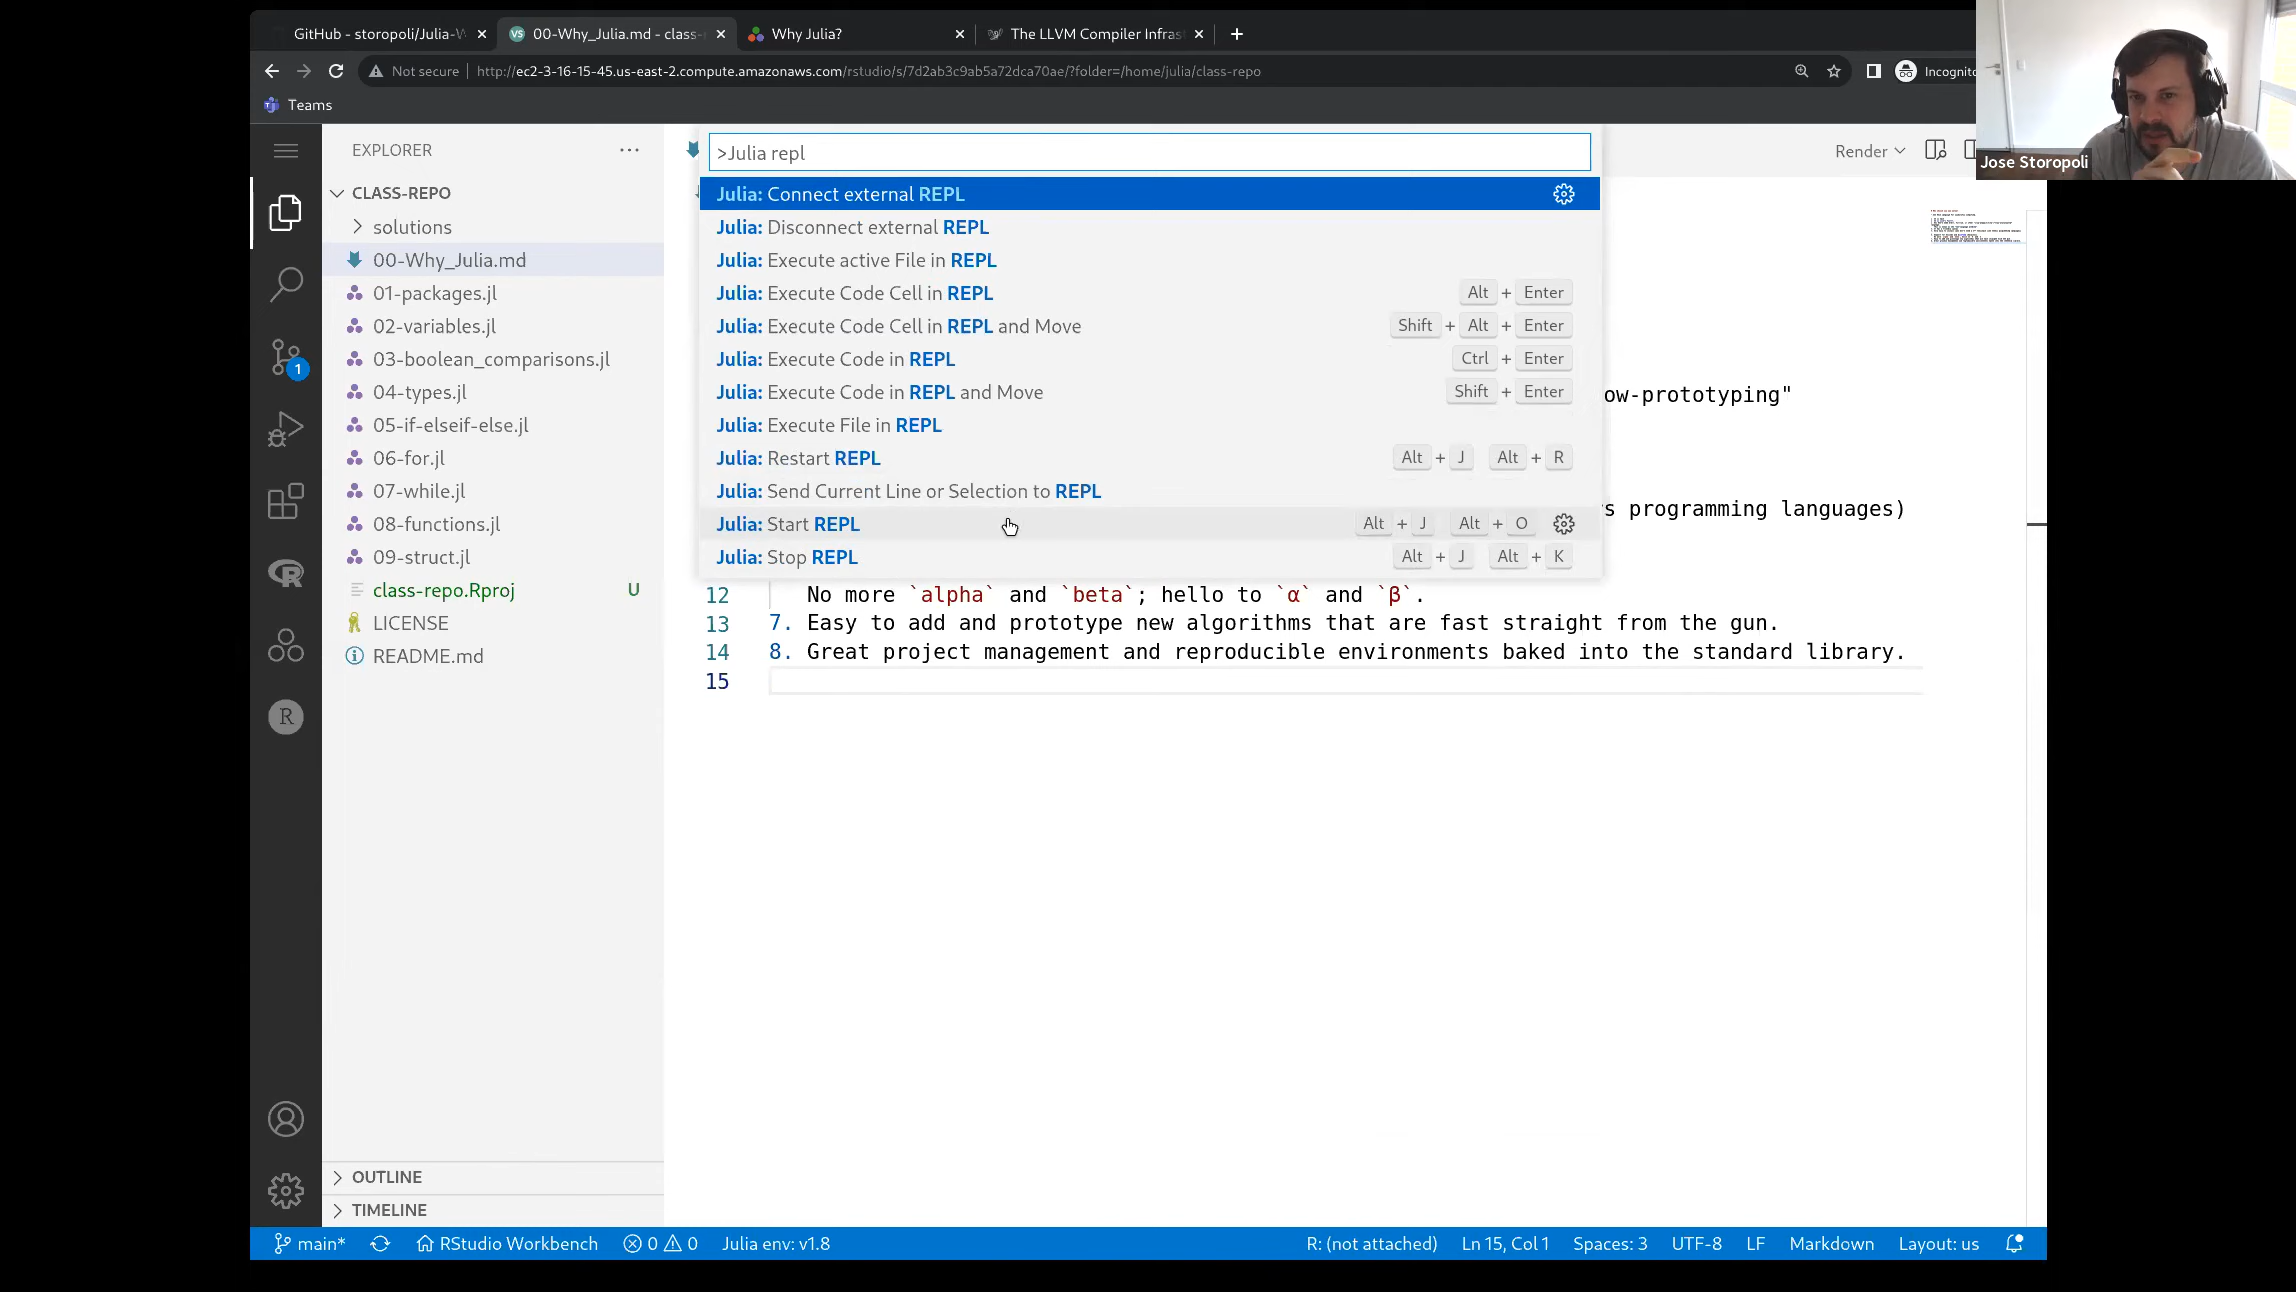 GitHub - storopoli/Julia-W
00-Why_Julia.md - class-
Why Julia?
The LLVM Compiler Infras
Not secure
http://ec2-3-16-15-45.us-east-2.compute.amazonaws.com/rstudio/s/7d2ab3c9ab5a72dca70ae/?folder=/home/julia/class-repo
Incognito
Teams
Jose Storopoli
EXPLORER
CLASS-REPO
solutions
00-Why_Julia.md
01-packages.jl
02-variables.jl
03-boolean_comparisons.jl
04-types.jl
05-if-elseif-else.jl
06-for.jl
07-while.jl
08-functions.jl
09-struct.jl
class-repo.Rproj U
LICENSE
README.md
OUTLINE
TIMELINE
1
R
R
>Julia repl
Render
Julia: Connect external REPL
Julia: Disconnect external REPL
Julia: Execute active File in REPL
Julia: Execute Code Cell in REPL Alt + Enter
Julia: Execute Code Cell in REPL and Move Shift + Alt + Enter
Julia: Execute Code in REPL Ctrl + Enter
Julia: Execute Code in REPL and Move Shift + Enter
Julia: Execute File in REPL
Julia: Restart REPL Alt + J Alt + R
Julia: Send Current Line or Selection to REPL
Julia: Start REPL Alt + J Alt + O
Julia: Stop REPL Alt + J Alt + K
ow-prototyping"
s programming languages)
12 No more `alpha` and `beta`; hello to `α` and `β`.
13 7. Easy to add and prototype new algorithms that are fast straight from the gun.
14 8. Great project management and reproducible environments baked into the standard library.
15
main* RStudio Workbench 0 0 Julia env: v1.8 R: (not attached) Ln 15, Col 1 Spaces: 3 UTF-8 LF Markdown Layout: us